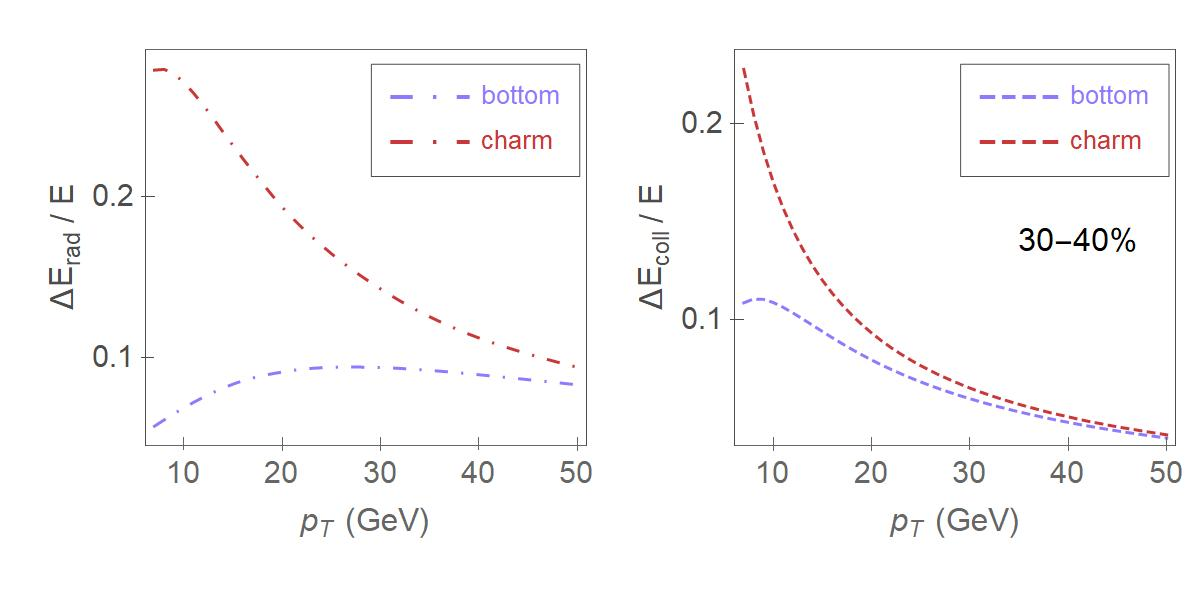 bottom
charm
ΔE_rad / E
0.2
0.1
10 20 30 40 50
p_T (GeV)
bottom
charm
30−40%
ΔE_coll / E
0.2
0.1
10 20 30 40 50
p_T (GeV)